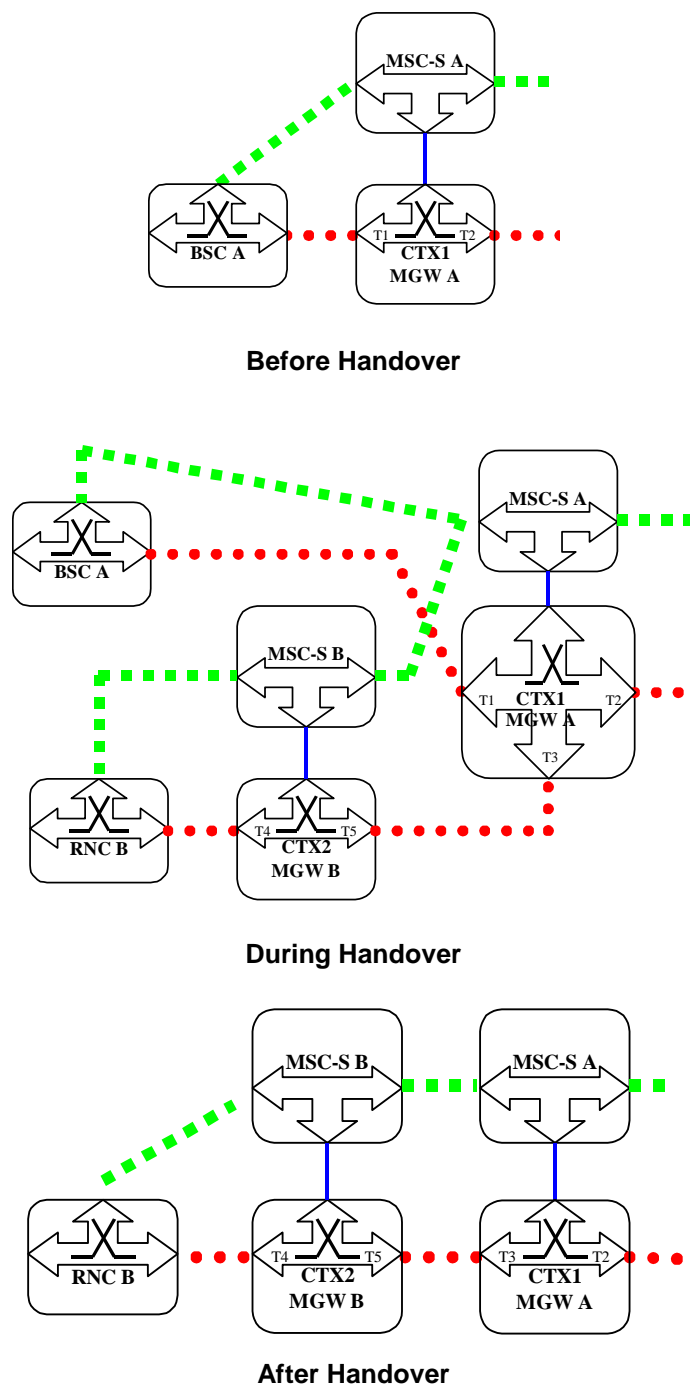 MSC-S A
BSC A
T1
T2
CTX1
MGW A
Before Handover
MSC-S A
BSC A
MSC-S B
T1
CTX1
T2
MGW A
T3
RNC B
T4
T5
CTX2
MGW B
During Handover
MSC-S B
MSC-S A
RNC B
T4
T5
CTX2
MGW B
T3
T2
CTX1
MGW A
After Handover